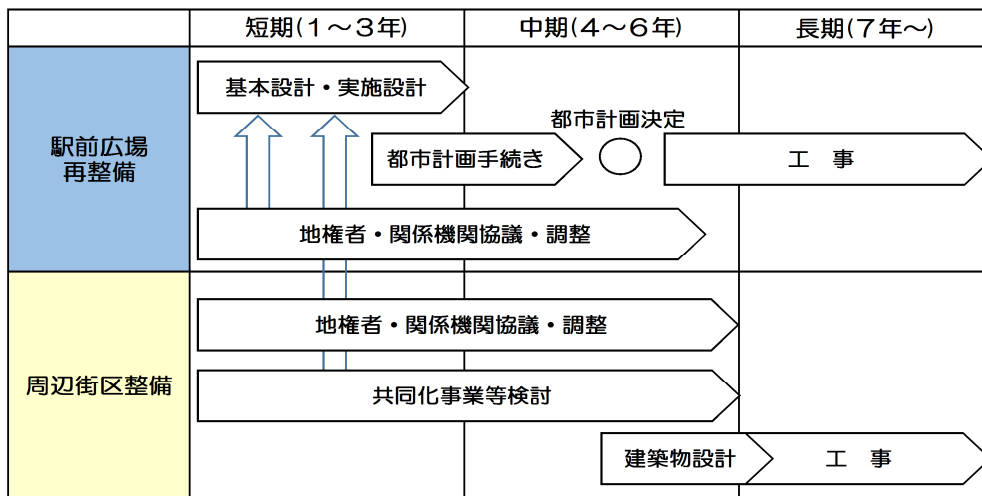 短期(1～3年)
中期(4～6年)
長期(7年～)
駅前広場
再整備
基本設計・実施設計
都市計画手続き
都市計画決定
工 事
地権者・関係機関協議・調整
周辺街区整備
地権者・関係機関協議・調整
共同化事業等検討
建築物設計
工 事